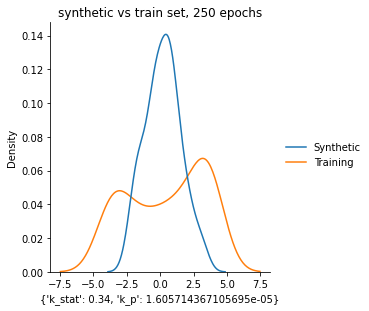 synthetic vs train set, 250 epochs
0.14
0.12
0.10
0.08
0.06
0.04
0.02
0.00
Density
−7.5 −5.0 −2.5 0.0 2.5 5.0 7.5
{'k_stat': 0.34, 'k_p': 1.605714367105695e-05}
Synthetic
Training